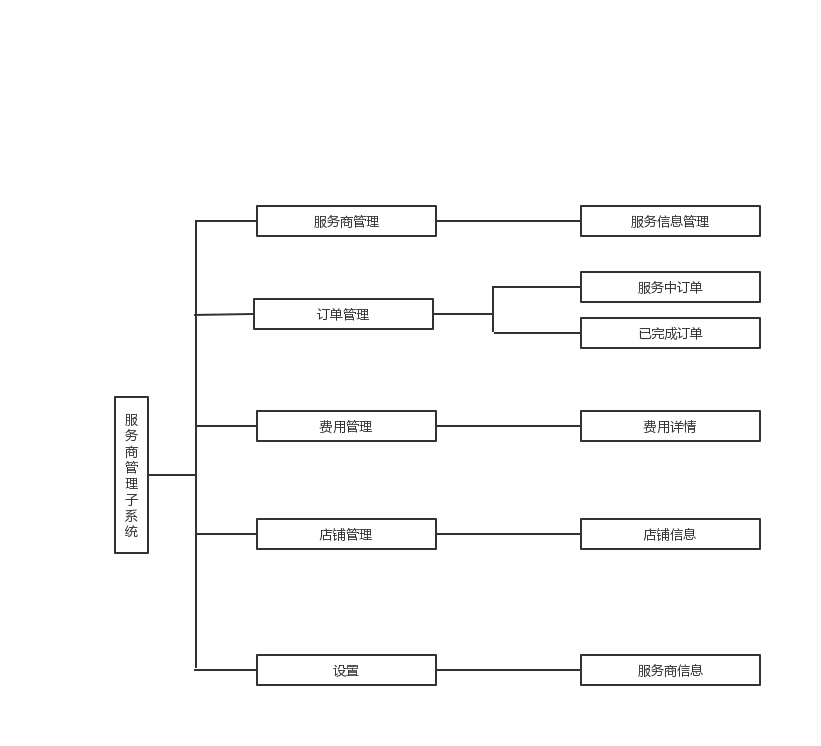 服务商管理子系统
服务商管理
服务信息管理
订单管理
服务中订单
已完成订单
费用管理
费用详情
店铺管理
店铺信息
设置
服务商信息